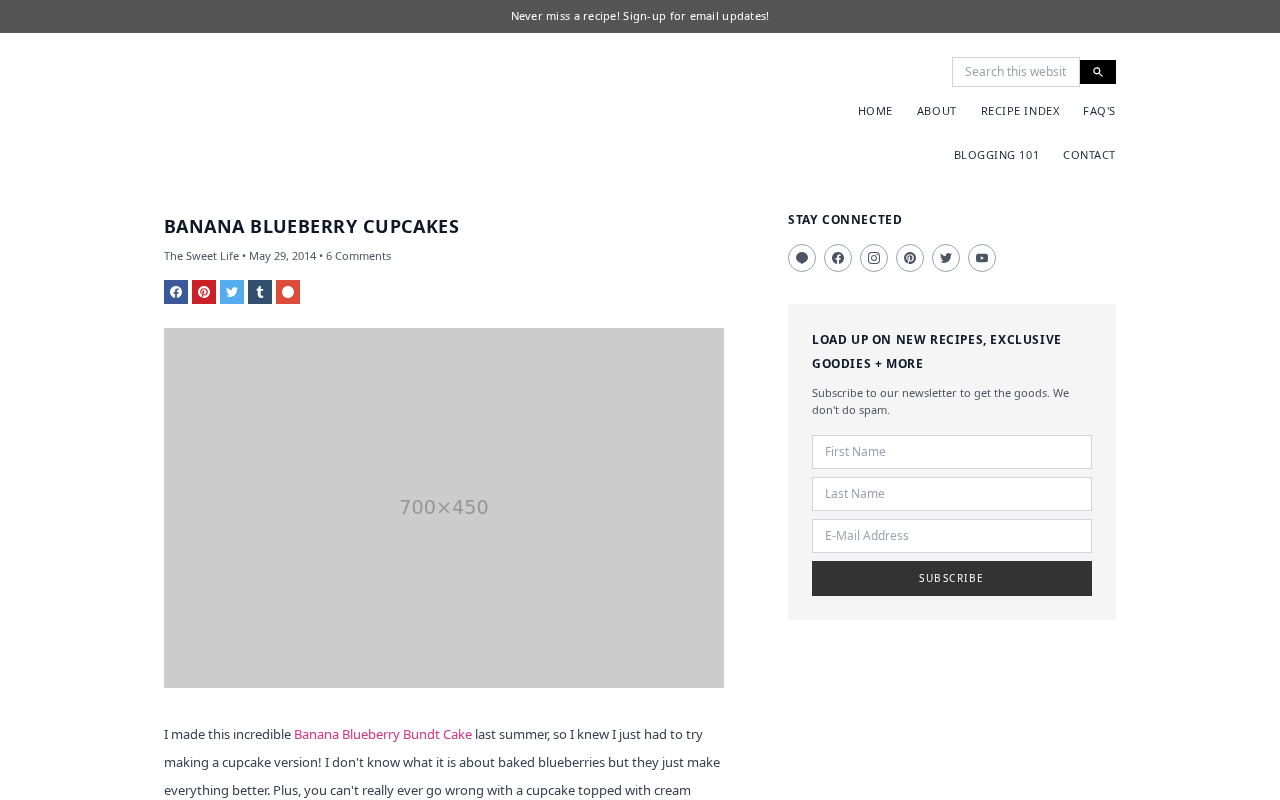 Never miss a recipe! Sign-up for email updates!
Search this websit
HOME ABOUT RECIPE INDEX FAQ'S
BLOGGING 101 CONTACT
BANANA BLUEBERRY CUPCAKES
The Sweet Life • May 29, 2014 • 6 Comments
700×450
I made this incredible Banana Blueberry Bundt Cake last summer, so I knew I just had to try
making a cupcake version! I don't know what it is about baked blueberries but they just make
everything better. Plus, you can't really ever go wrong with a cupcake topped with cream
STAY CONNECTED
LOAD UP ON NEW RECIPES, EXCLUSIVE
GOODIES + MORE
Subscribe to our newsletter to get the goods. We
don't do spam.
First Name
Last Name
E-Mail Address
SUBSCRIBE